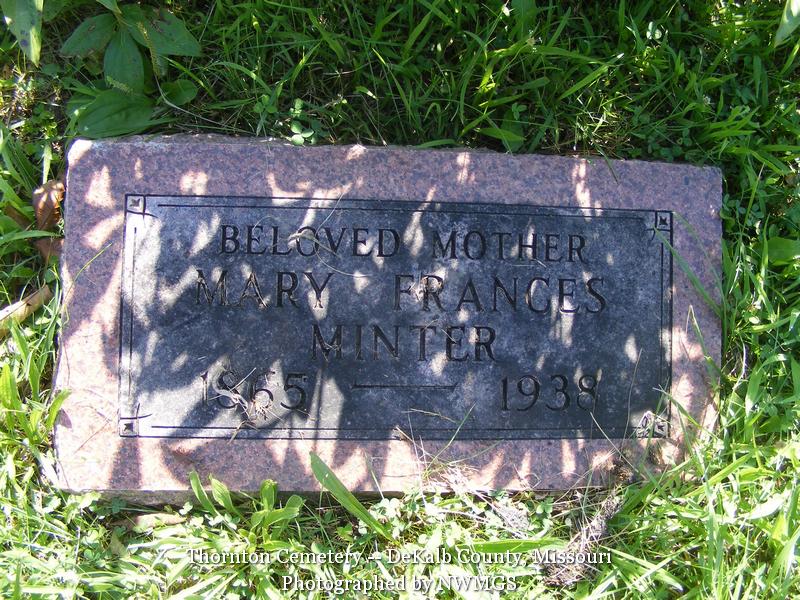 BELOVED MOTHER
MARY FRANCES
MINTER
1865 — 1938
Thornton Cemetery -- DeKalb County, Missouri
Photographed by NWMGS